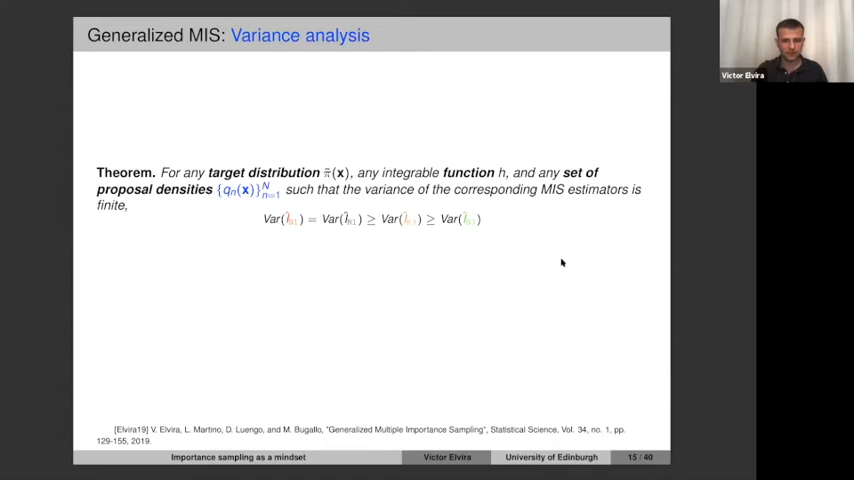 Generalized MIS: Variance analysis
Victor Elvira
Theorem. For any target distribution π̃(x), any integrable function h, and any set of
proposal densities {qₙ(x)}ᴺₙ₌₁ such that the variance of the corresponding MIS estimators is
finite,
Var(Î) = Var(Î) ≥ Var(Î) ≥ Var(Î)
[Elvira19] V. Elvira, L. Martino, D. Luengo, and M. Bugallo, "Generalized Multiple Importance Sampling", Statistical Science, Vol. 34, no. 1, pp.
129-155, 2019.
Importance sampling as a mindset Victor Elvira University of Edinburgh 15 / 40